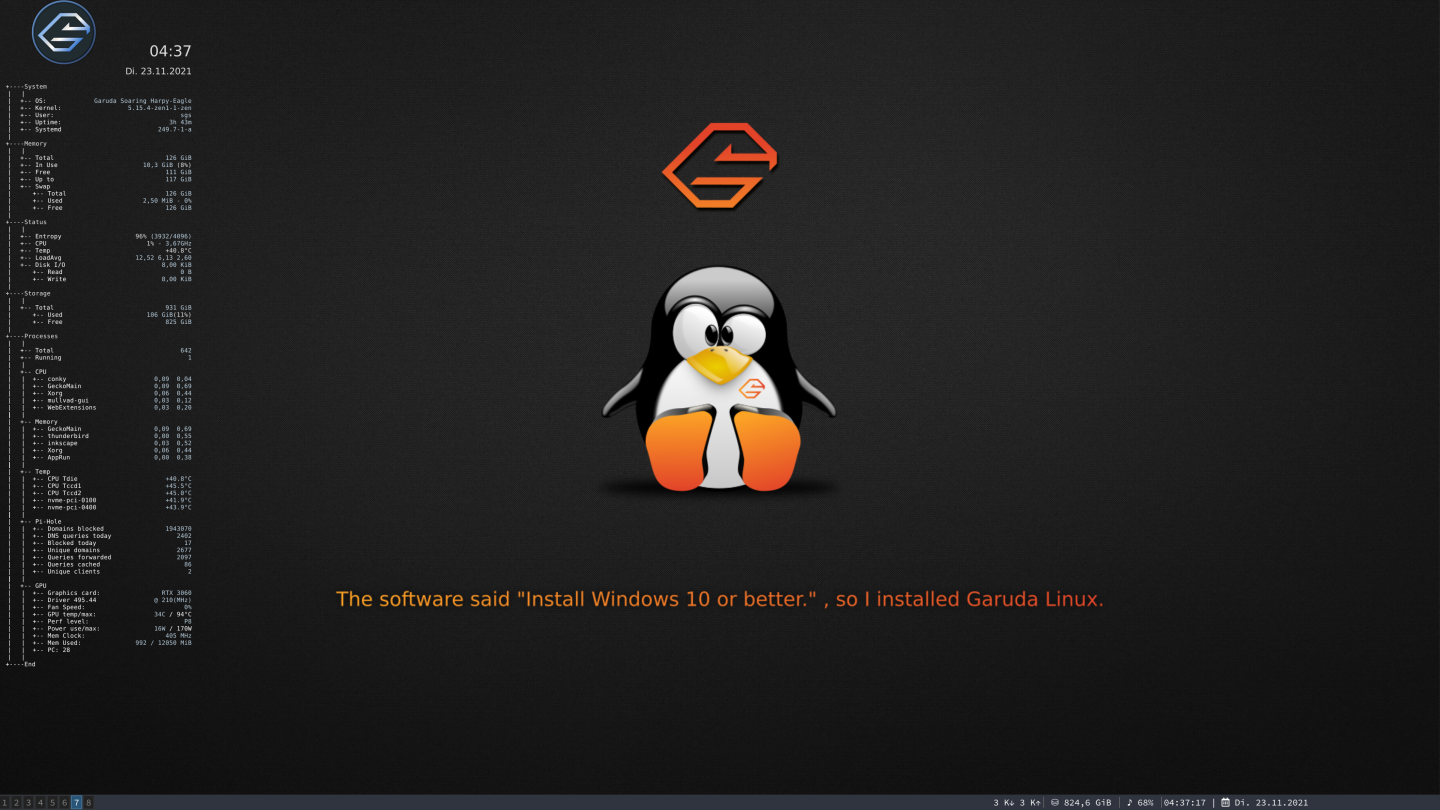 04:37
Di. 23.11.2021
+----System
| |
| +-- OS: Garuda Soaring Harpy-Eagle
| +-- Kernel: 5.15.4-zen1-1-zen
| +-- User: sgs
| +-- Uptime: 3h 43m
| +-- Systemd 249.7-1-a
|
+----Memory
| |
| +-- Total 126 GiB
| +-- In Use 10,3 GiB (8%)
| +-- Free 111 GiB
| +-- Up to 117 GiB
| +-- Swap
| +-- Total 126 GiB
| +-- Used 2,50 MiB - 0%
| +-- Free 126 GiB
|
+----Status
| |
| +-- Entropy 96% (3932/4096)
| +-- CPU 1% - 3,67GHz
| +-- Temp +40.8°C
| +-- LoadAvg 12,52 6,13 2,60
| +-- Disk I/O 8,00 KiB
| +-- Read 0 B
| +-- Write 8,00 KiB
|
+----Storage
| |
| +-- Total 931 GiB
| +-- Used 106 GiB(11%)
| +-- Free 825 GiB
|
+----Processes
| |
| +-- Total 642
| +-- Running 1
| |
| +-- CPU
| | +-- conky 0,09 0,04
| | +-- GeckoMain 0,09 0,69
| | +-- Xorg 0,06 0,44
| | +-- mullvad-gui 0,03 0,12
| | +-- WebExtensions 0,03 0,20
| |
| +-- Memory
| | +-- GeckoMain 0,09 0,69
| | +-- thunderbird 0,00 0,55
| | +-- inkscape 0,03 0,52
| | +-- Xorg 0,06 0,44
| | +-- AppRun 0,00 0,38
| |
| +-- Temp
| | +-- CPU Tdie +40.8°C
| | +-- CPU Tccd1 +45.5°C
| | +-- CPU Tccd2 +45.0°C
| | +-- nvme-pci-0100 +41.9°C
| | +-- nvme-pci-0400 +43.9°C
| |
| +-- Pi-Hole
| | +-- Domains blocked 1943070
| | +-- DNS queries today 2402
| | +-- Blocked today 17
| | +-- Unique domains 2677
| | +-- Queries forwarded 2097
| | +-- Queries cached 86
| | +-- Unique clients 2
| |
| +-- GPU
| | +-- Graphics card: RTX 3060
| | +-- Driver 495.44 @ 210(MHz)
| | +-- Fan Speed: 0%
| | +-- GPU temp/max: 34C / 94°C
| | +-- Perf level: P8
| | +-- Power use/max: 16W / 170W
| | +-- Mem Clock: 405 MHz
| | +-- Mem Used: 992 / 12050 MiB
| | +-- PC: 28
| |
+----End
The software said "Install Windows 10 or better." , so I installed Garuda Linux.
1 2 3 4 5 6 7 8 3 K↓ 3 K↑| 824,6 GiB | ♪ 68% |04:37:17 | Di. 23.11.2021